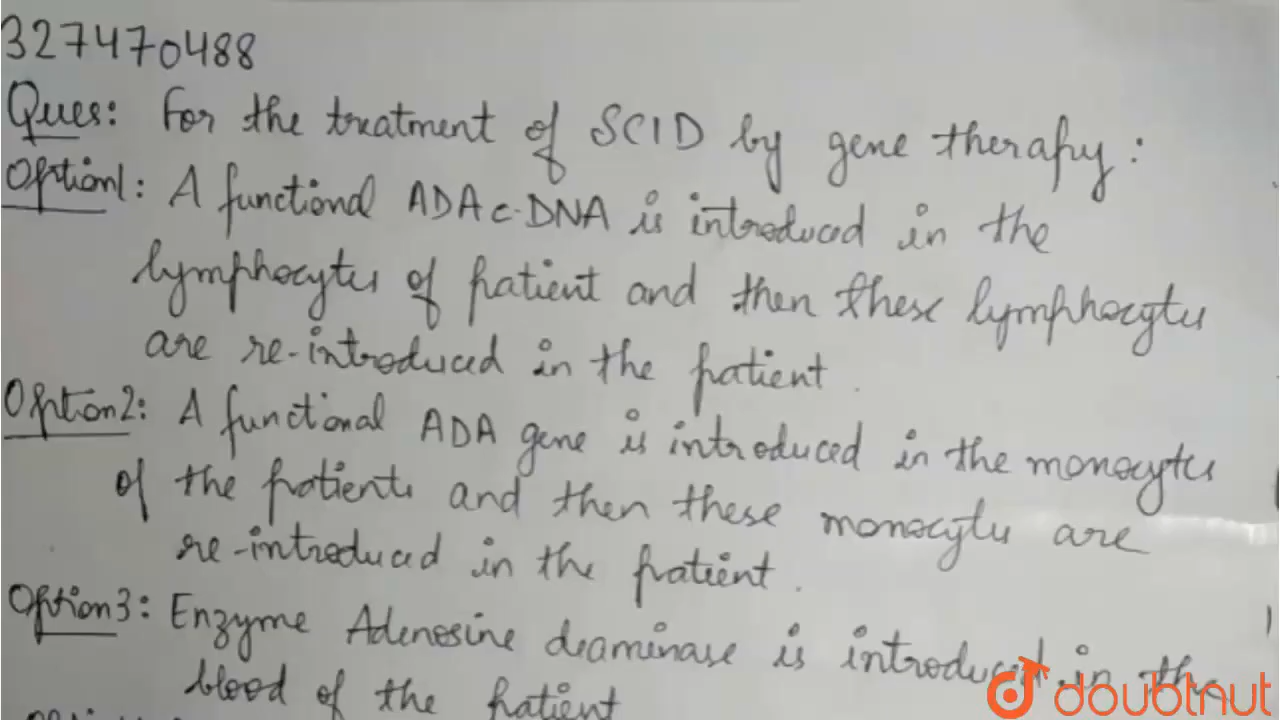 327470488
Ques: For the treatment of SCID by gene therapy:
Option1: A functional ADA c-DNA is introduced in the
lymphocytes of patient and then these lymphocytes
are re-introduced in the patient.
Option2: A functional ADA gene is introduced in the monocytes
of the patients and then these monocytes are
re-introduced in the patient.
Option3: Enzyme Adenosine deaminase is introduced in the
blood of the patient
doubtnut